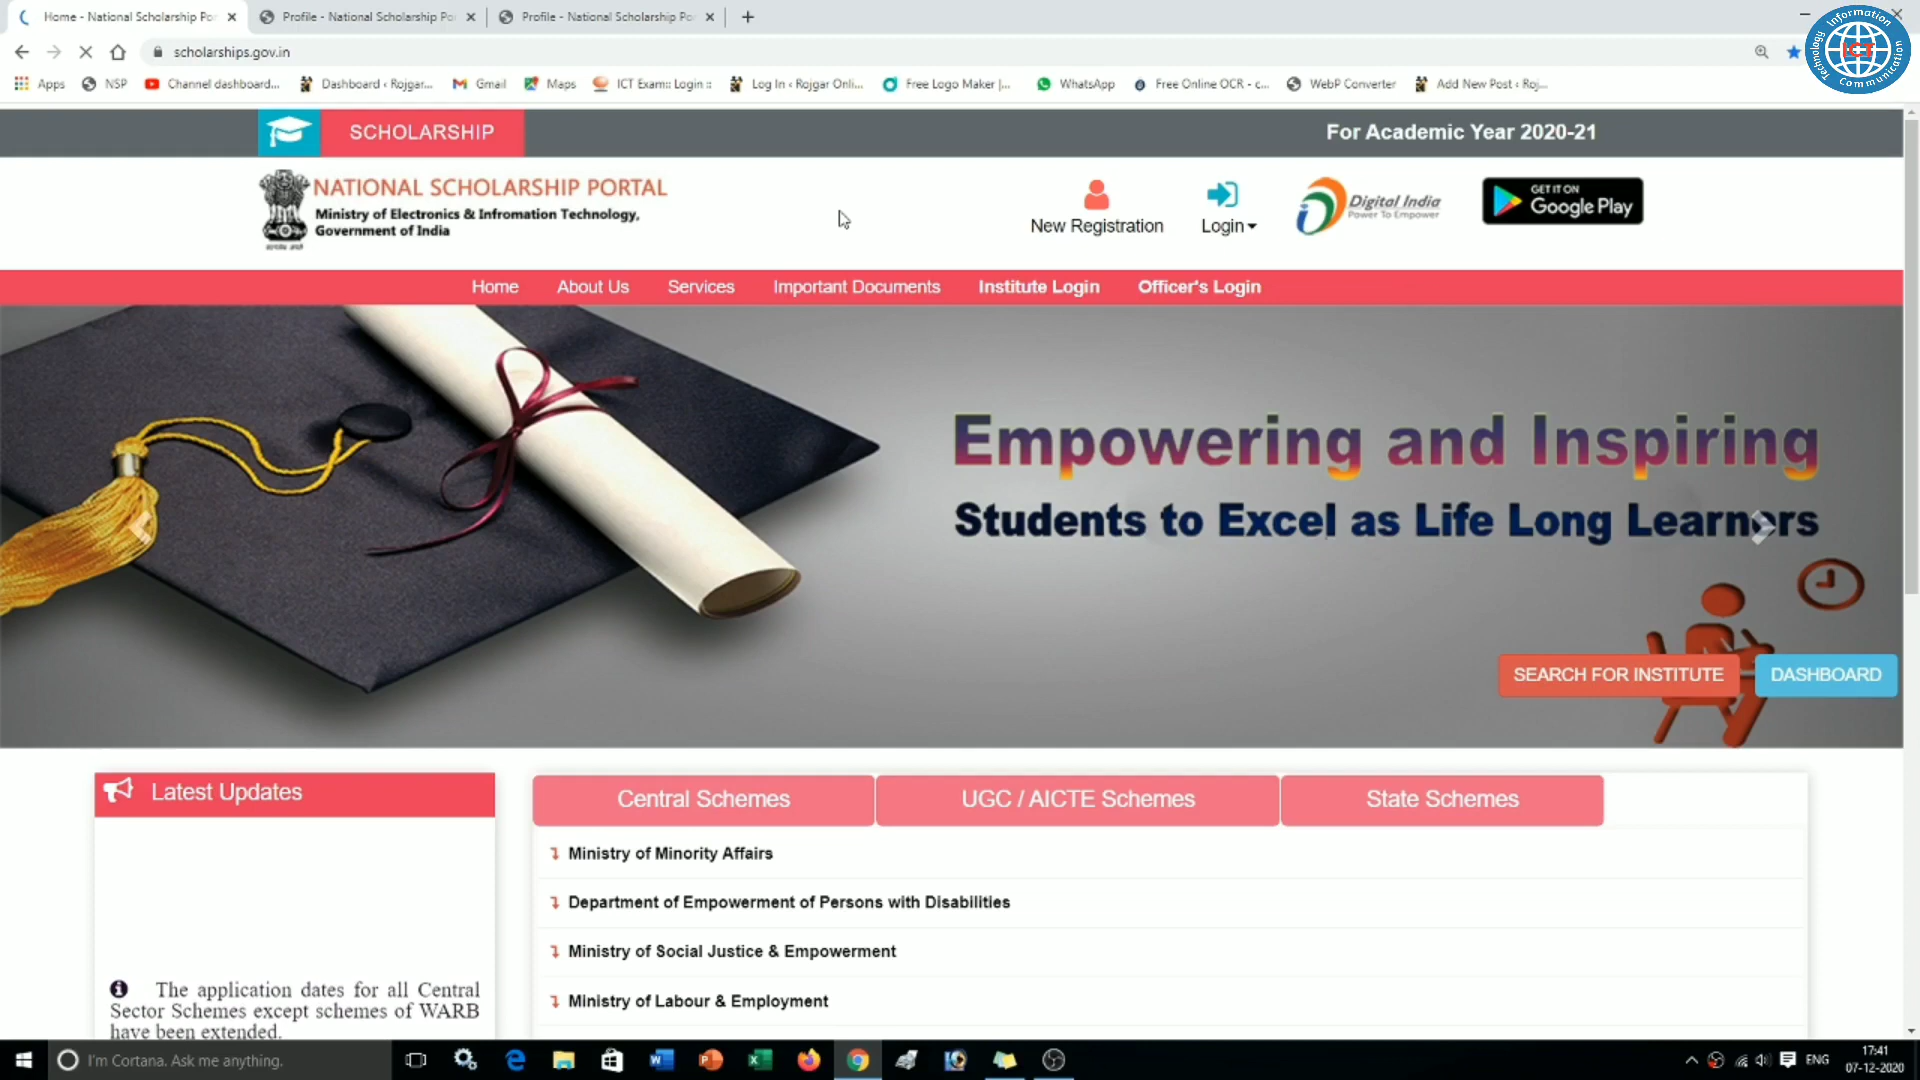 Home - National Scholarship Po
Profile - National Scholarship Po
Profile - National Scholarship Po
scholarships.gov.in
Apps
NSP
Channel dashboard...
Dashboard ‹ Rojgar...
Gmail
Maps
ICT Exam:: Login ::
Log In ‹ Rojgar Onli...
Free Logo Maker |...
WhatsApp
Free Online OCR - c...
WebP Converter
Add New Post ‹ Roj...
Information
Communication
Technology
ICT
SCHOLARSHIP
For Academic Year 2020-21
NATIONAL SCHOLARSHIP PORTAL
Ministry of Electronics & Infromation Technology,
Government of India
New Registration
Login
Digital India
Power To Empower
GET IT ON
Google Play
Home
About Us
Services
Important Documents
Institute Login
Officer's Login
Empowering and Inspiring
Students to Excel as Life Long Learners
SEARCH FOR INSTITUTE
DASHBOARD
Latest Updates
Central Schemes
UGC / AICTE Schemes
State Schemes
Ministry of Minority Affairs
Department of Empowerment of Persons with Disabilities
Ministry of Social Justice & Empowerment
Ministry of Labour & Employment
The application dates for all Central
Sector Schemes except schemes of WARB
have been extended.
I'm Cortana. Ask me anything.
ENG
17:41
07-12-2020